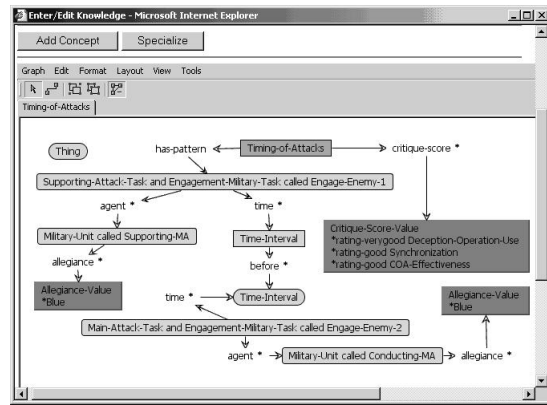 Enter/Edit Knowledge - Microsoft Internet Explorer
Add Concept Specialize
Graph Edit Format Layout View Tools
Timing-of-Attacks
Thing has-pattern Timing-of-Attacks critique-score *
Supporting-Attack-Task and Engagement-Military-Task called Engage-Enemy-1
agent * time *
Military-Unit called Supporting-MA
Time-Interval
Critique-Score-Value
*rating-verygood Deception-Operation-Use
*rating-good Synchronization
*rating-good COA-Effectiveness
allegiance * before *
Allegiance-Value
*Blue
time * Time-Interval
Allegiance-Value
*Blue
Main-Attack-Task and Engagement-Military-Task called Engage-Enemy-2
agent * Military-Unit called Conducting-MA allegiance *